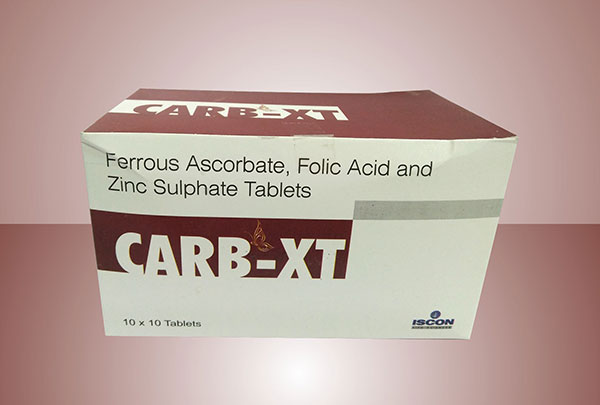 CARB-XT
Ferrous Ascorbate, Folic Acid and
Zinc Sulphate Tablets
CARB-XT
10 x 10 Tablets
ISCON